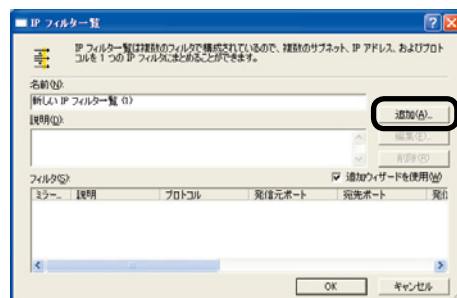 IP フィルター覧
IP フィルター覧は複数のフィルタで構成されているので、複数のサブネット、IP アドレス、およびプロト
コルを 1 つの IP フィルタにまとめることができます。
名前(N):
新しい IP フィルター覧 (1)
追加(A)...
説明(D):
編集(E)...
削除(R)
フィルタ(S):
追加ウィザードを使用(W)
ミラー... 説明 プロトコル 発信元ポート 宛先ポート 発信
OK キャンセル